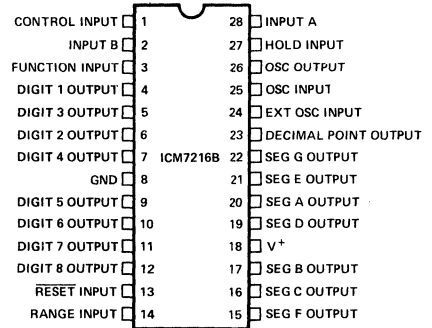 CONTROL INPUT 1 28 INPUT A
INPUT B 2 27 HOLD INPUT
FUNCTION INPUT 3 26 OSC OUTPUT
DIGIT 1 OUTPUT 4 25 OSC INPUT
DIGIT 3 OUTPUT 5 24 EXT OSC INPUT
DIGIT 2 OUTPUT 6 23 DECIMAL POINT OUTPUT
DIGIT 4 OUTPUT 7 ICM7216B 22 SEG G OUTPUT
GND 8 21 SEG E OUTPUT
DIGIT 5 OUTPUT 9 20 SEG A OUTPUT
DIGIT 6 OUTPUT 10 19 SEG D OUTPUT
DIGIT 7 OUTPUT 11 18 V+
DIGIT 8 OUTPUT 12 17 SEG B OUTPUT
RESET INPUT 13 16 SEG C OUTPUT
RANGE INPUT 14 15 SEG F OUTPUT